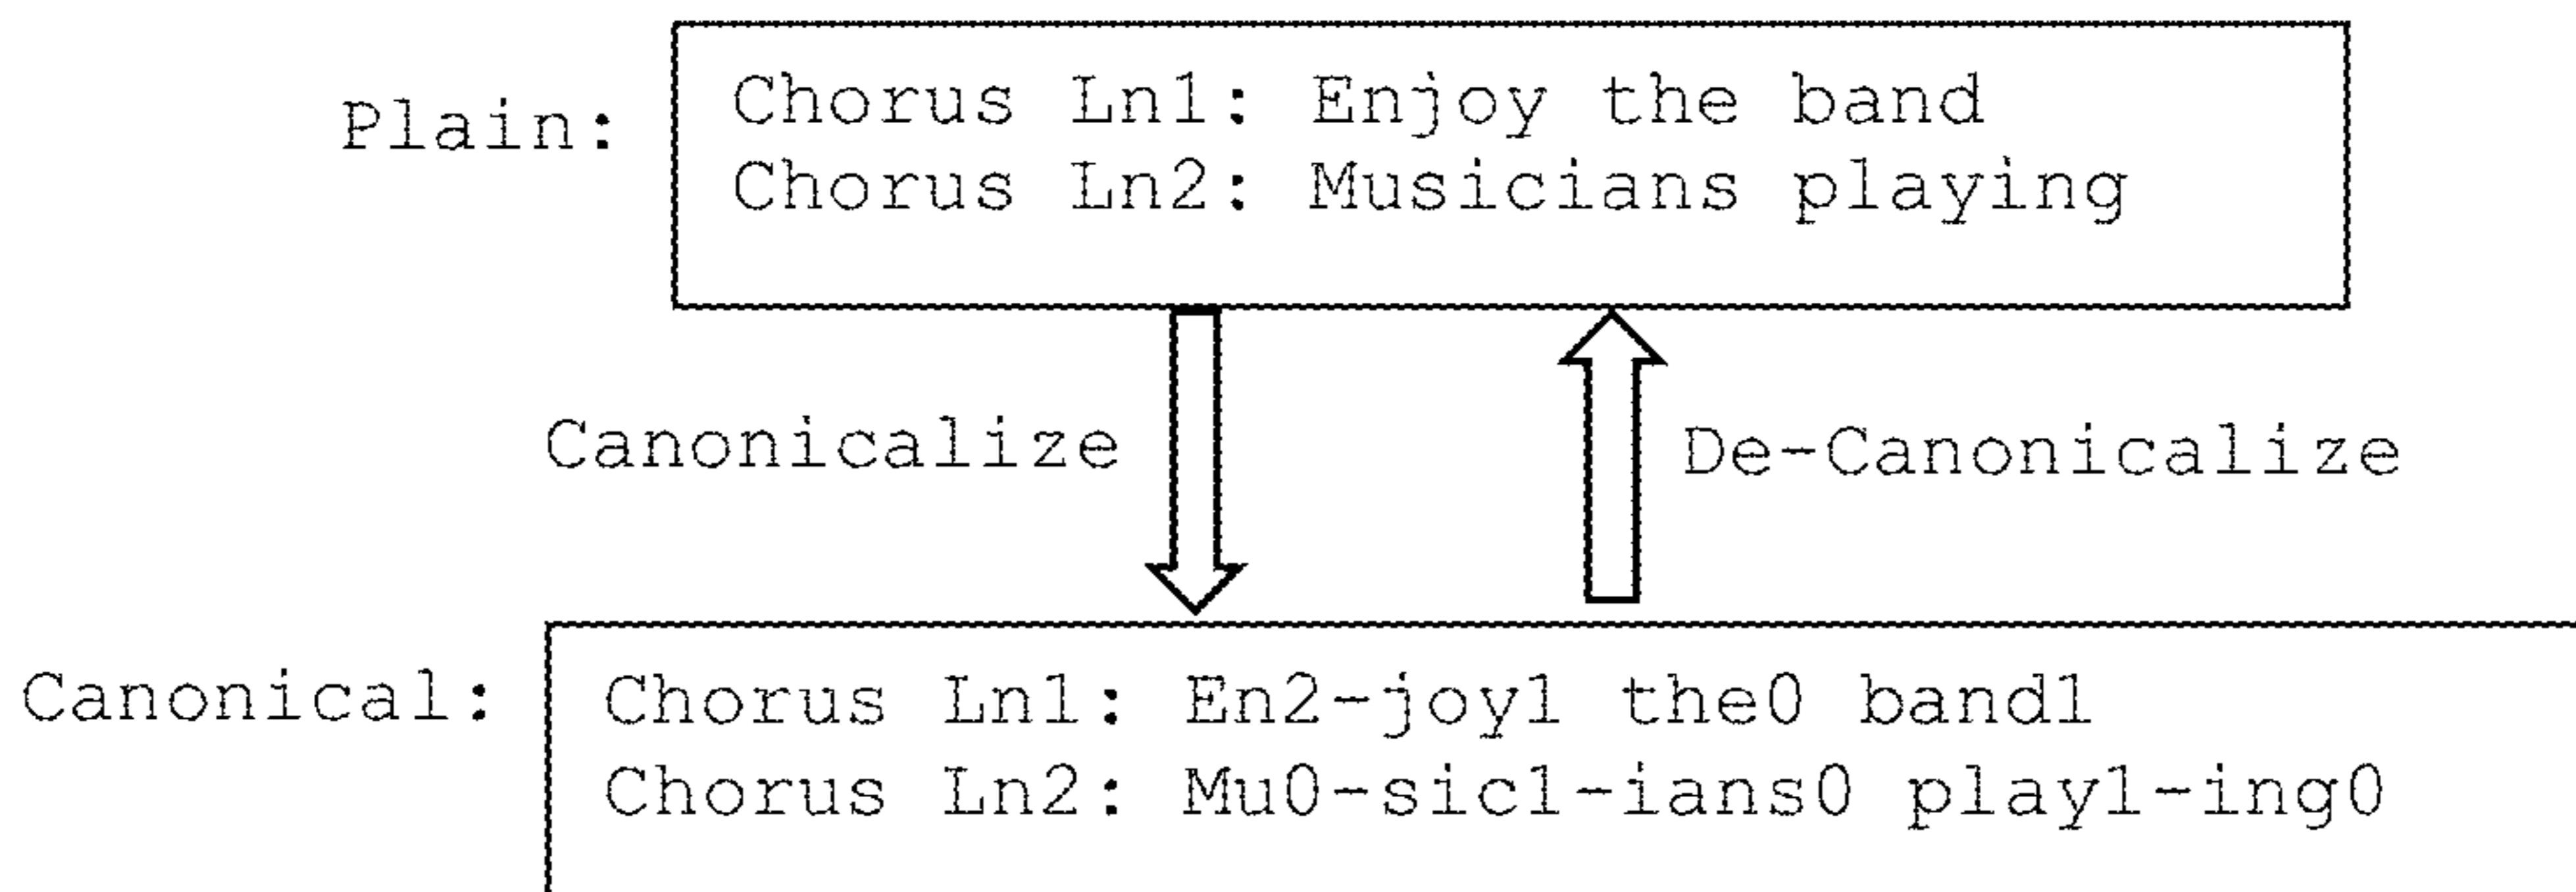 Plain:
Chorus Ln1: Enjoy the band
Chorus Ln2: Musicians playing
Canonicalize
De-Canonicalize
Canonical:
Chorus Ln1: En2-joy1 the0 band1
Chorus Ln2: Mu0-sic1-ians0 play1-ing0